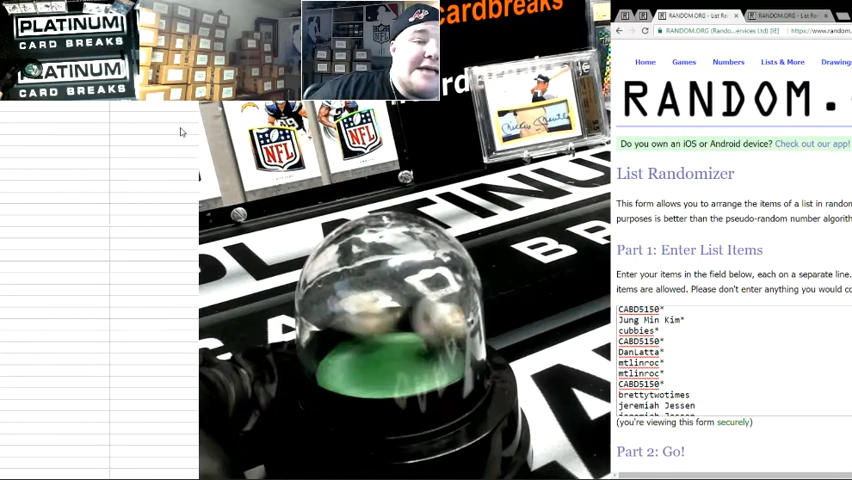 PLATINUM
CARD BREAKS
PLATINUM
CARD BREAKS
cardbreaks
NFL
NFL
PLATINUM
RANDOM.ORG - List Ra
RANDOM.ORG - List Ra
RANDOM.ORG (Rando...ervices Ltd) [IE]
https://www.random.
Home
Games
Numbers
Lists & More
Drawings
RANDOM.
Do you own an iOS or Android device? Check out our app!
List Randomizer
This form allows you to arrange the items of a list in random
purposes is better than the pseudo-random number algorith
Part 1: Enter List Items
Enter your items in the field below, each on a separate line.
items are allowed. Please don't enter anything you would co
CABD5150*
Jung Min Kim*
cubbies*
CABD5150*
DanLatta*
mtlinroc*
mtlinroc*
CABD5150*
brettytwotimes
jeremiah Jessen
(you're viewing this form securely)
Part 2: Go!